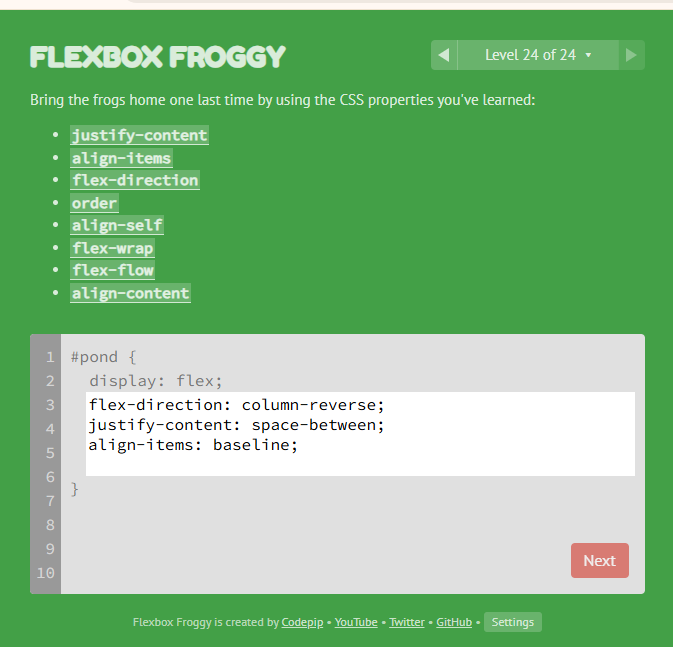 FLEXBOX FROGGY
◀ Level 24 of 24 ▾ ▶
Bring the frogs home one last time by using the CSS properties you've learned:
• justify-content
• align-items
• flex-direction
• order
• align-self
• flex-wrap
• flex-flow
• align-content
1 #pond {
2 display: flex;
3 flex-direction: column-reverse;
4 justify-content: space-between;
5 align-items: baseline;
6
7 }
8
9
10
Next
Flexbox Froggy is created by Codepip • YouTube • Twitter • GitHub • Settings